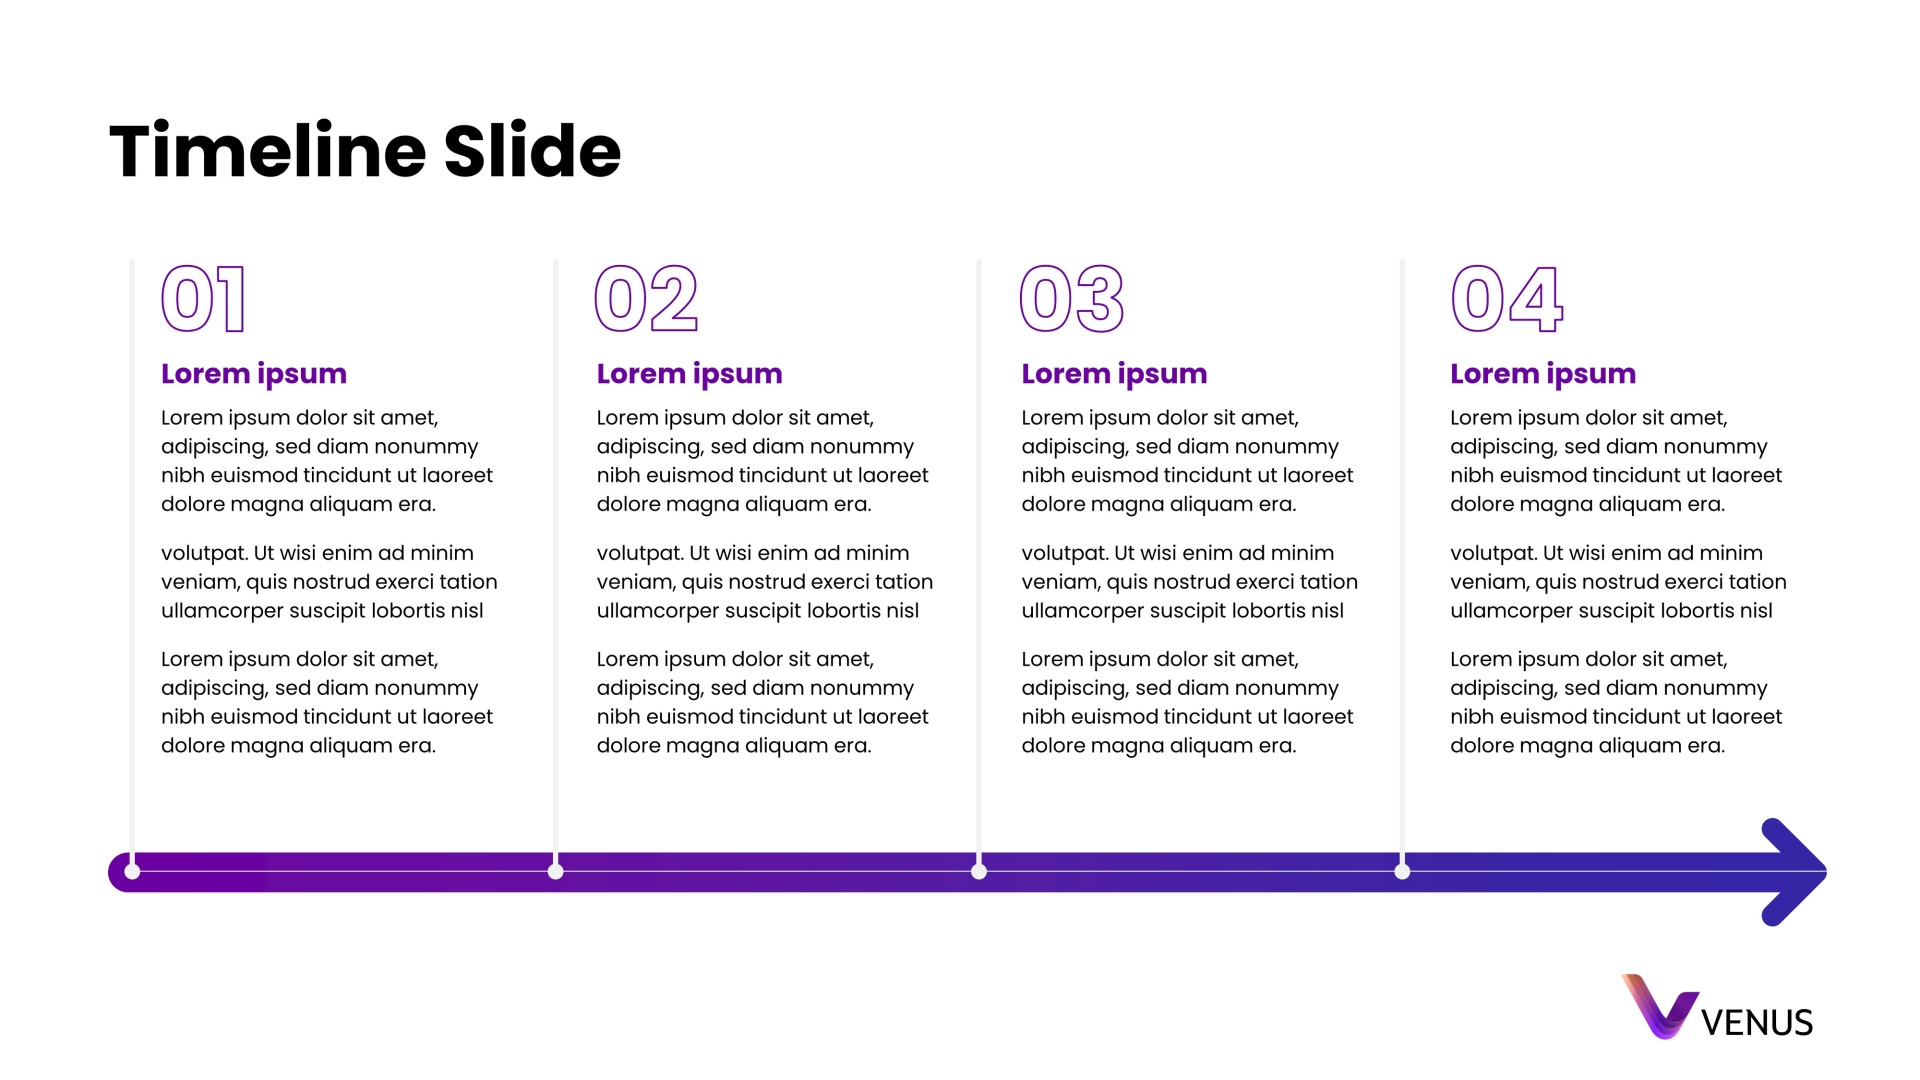 Timeline Slide
01
Lorem ipsum
Lorem ipsum dolor sit amet,
adipiscing, sed diam nonummy
nibh euismod tincidunt ut laoreet
dolore magna aliquam era.
volutpat. Ut wisi enim ad minim
veniam, quis nostrud exerci tation
ullamcorper suscipit lobortis nisl
Lorem ipsum dolor sit amet,
adipiscing, sed diam nonummy
nibh euismod tincidunt ut laoreet
dolore magna aliquam era.
02
Lorem ipsum
Lorem ipsum dolor sit amet,
adipiscing, sed diam nonummy
nibh euismod tincidunt ut laoreet
dolore magna aliquam era.
volutpat. Ut wisi enim ad minim
veniam, quis nostrud exerci tation
ullamcorper suscipit lobortis nisl
Lorem ipsum dolor sit amet,
adipiscing, sed diam nonummy
nibh euismod tincidunt ut laoreet
dolore magna aliquam era.
03
Lorem ipsum
Lorem ipsum dolor sit amet,
adipiscing, sed diam nonummy
nibh euismod tincidunt ut laoreet
dolore magna aliquam era.
volutpat. Ut wisi enim ad minim
veniam, quis nostrud exerci tation
ullamcorper suscipit lobortis nisl
Lorem ipsum dolor sit amet,
adipiscing, sed diam nonummy
nibh euismod tincidunt ut laoreet
dolore magna aliquam era.
04
Lorem ipsum
Lorem ipsum dolor sit amet,
adipiscing, sed diam nonummy
nibh euismod tincidunt ut laoreet
dolore magna aliquam era.
volutpat. Ut wisi enim ad minim
veniam, quis nostrud exerci tation
ullamcorper suscipit lobortis nisl
Lorem ipsum dolor sit amet,
adipiscing, sed diam nonummy
nibh euismod tincidunt ut laoreet
dolore magna aliquam era.
VENUS